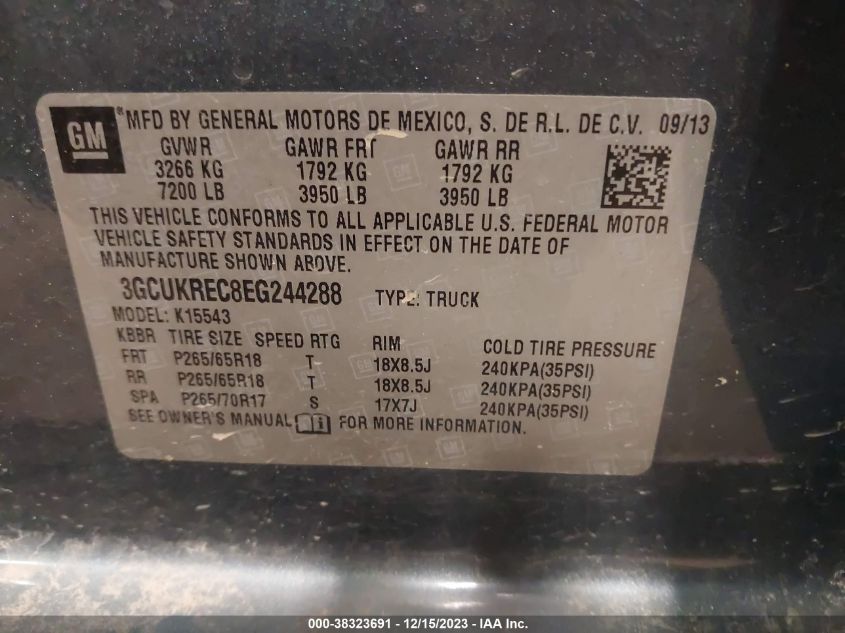 GM ®MFD BY GENERAL MOTORS DE MEXICO, S. DE R.L. DE C.V. 09/13
GVWR GAWR FRT GAWR RR
3266 KG 1792 KG 1792 KG
7200 LB 3950 LB 3950 LB
THIS VEHICLE CONFORMS TO ALL APPLICABLE U.S. FEDERAL MOTOR
VEHICLE SAFETY STANDARDS IN EFFECT ON THE DATE OF
MANUFACTURE SHOWN ABOVE.
3GCUKREC8EG244288 TYPE: TRUCK
MODEL: K15543
KBBR TIRE SIZE SPEED RTG RIM COLD TIRE PRESSURE
FRT P265/65R18 T 18X8.5J 240KPA(35PSI)
RR P265/65R18 T 18X8.5J 240KPA(35PSI)
SPA P265/70R17 S 17X7J 240KPA(35PSI)
SEE OWNER'S MANUAL FOR MORE INFORMATION.
000-38323691 - 12/15/2023 - IAA Inc.